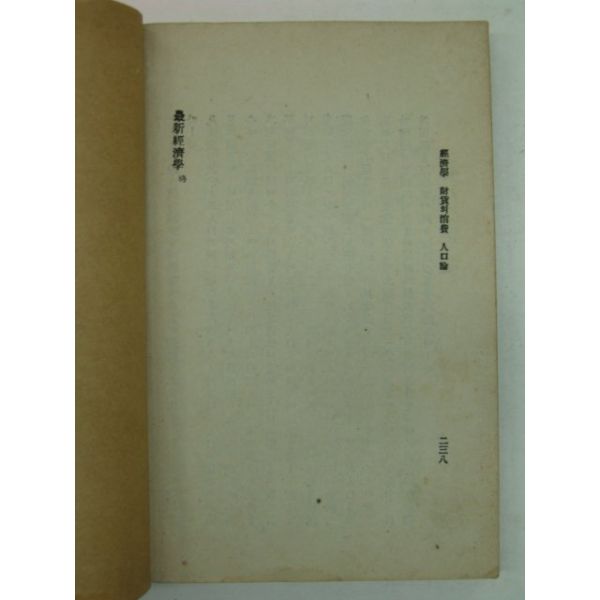 經濟學 財貨의消費 人口論
二三八
最新經濟學 終